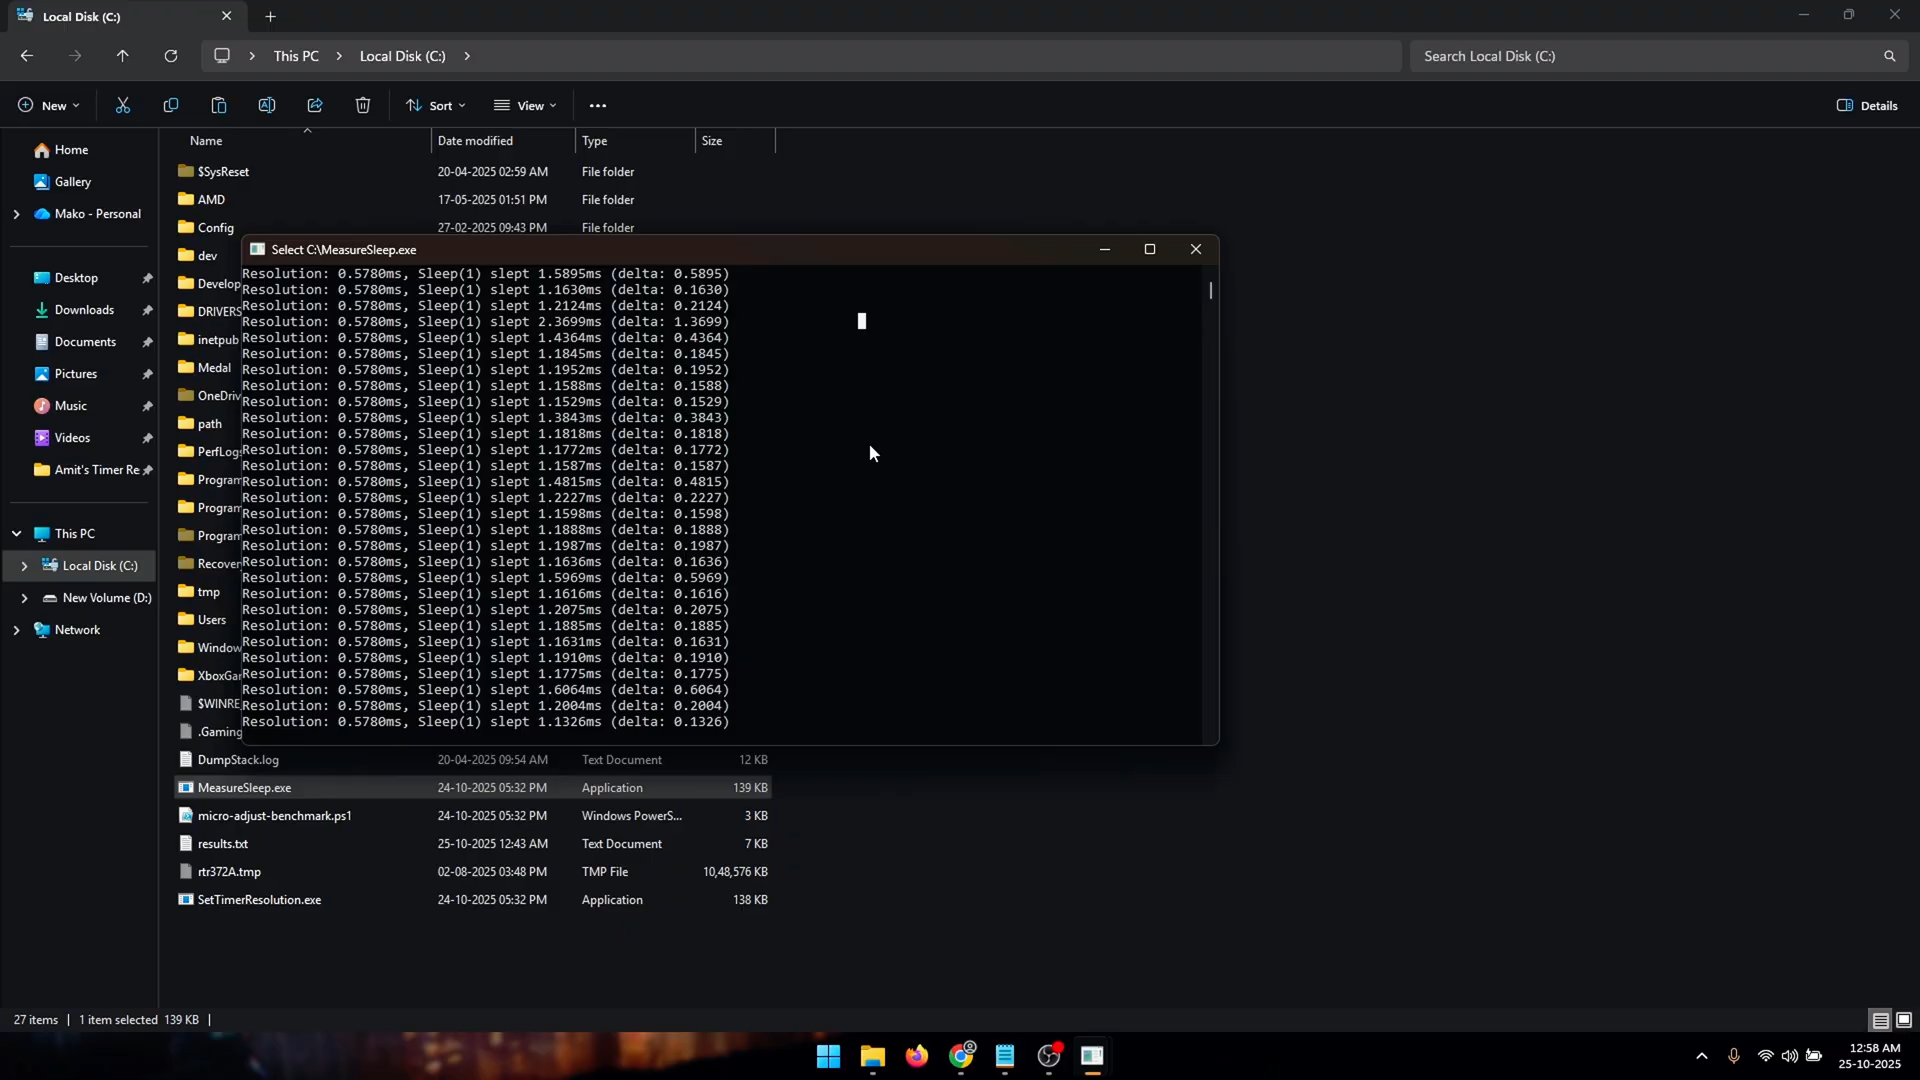 Local Disk (C:)
This PC
Local Disk (C:)
Search Local Disk (C:)
New
Sort
View
Details
Name
Date modified
Type
Size
Home
Gallery
Mako - Personal
Desktop
Downloads
Documents
Pictures
Music
Videos
Amit's Timer Re
This PC
Local Disk (C:)
New Volume (D:)
Network
$SysReset 20-04-2025 02:59 AM File folder
AMD 17-05-2025 01:51 PM File folder
Config 27-02-2025 09:43 PM File folder
dev
Develop
DRIVERS
inetpub
Medal
OneDriv
path
PerfLogs
Program
Program
Program
Recovery
tmp
Users
Window
XboxGa
$WINRE
.Gaming
Select C:\MeasureSleep.exe
Resolution: 0.5780ms, Sleep(1) slept 1.5895ms (delta: 0.5895)
Resolution: 0.5780ms, Sleep(1) slept 1.1630ms (delta: 0.1630)
Resolution: 0.5780ms, Sleep(1) slept 1.2124ms (delta: 0.2124)
Resolution: 0.5780ms, Sleep(1) slept 2.3699ms (delta: 1.3699)
Resolution: 0.5780ms, Sleep(1) slept 1.4364ms (delta: 0.4364)
Resolution: 0.5780ms, Sleep(1) slept 1.1845ms (delta: 0.1845)
Resolution: 0.5780ms, Sleep(1) slept 1.1952ms (delta: 0.1952)
Resolution: 0.5780ms, Sleep(1) slept 1.1588ms (delta: 0.1588)
Resolution: 0.5780ms, Sleep(1) slept 1.1529ms (delta: 0.1529)
Resolution: 0.5780ms, Sleep(1) slept 1.3843ms (delta: 0.3843)
Resolution: 0.5780ms, Sleep(1) slept 1.1818ms (delta: 0.1818)
Resolution: 0.5780ms, Sleep(1) slept 1.1772ms (delta: 0.1772)
Resolution: 0.5780ms, Sleep(1) slept 1.1587ms (delta: 0.1587)
Resolution: 0.5780ms, Sleep(1) slept 1.4815ms (delta: 0.4815)
Resolution: 0.5780ms, Sleep(1) slept 1.2227ms (delta: 0.2227)
Resolution: 0.5780ms, Sleep(1) slept 1.1598ms (delta: 0.1598)
Resolution: 0.5780ms, Sleep(1) slept 1.1888ms (delta: 0.1888)
Resolution: 0.5780ms, Sleep(1) slept 1.1987ms (delta: 0.1987)
Resolution: 0.5780ms, Sleep(1) slept 1.1636ms (delta: 0.1636)
Resolution: 0.5780ms, Sleep(1) slept 1.5969ms (delta: 0.5969)
Resolution: 0.5780ms, Sleep(1) slept 1.1616ms (delta: 0.1616)
Resolution: 0.5780ms, Sleep(1) slept 1.2075ms (delta: 0.2075)
Resolution: 0.5780ms, Sleep(1) slept 1.1885ms (delta: 0.1885)
Resolution: 0.5780ms, Sleep(1) slept 1.1631ms (delta: 0.1631)
Resolution: 0.5780ms, Sleep(1) slept 1.1910ms (delta: 0.1910)
Resolution: 0.5780ms, Sleep(1) slept 1.1775ms (delta: 0.1775)
Resolution: 0.5780ms, Sleep(1) slept 1.6064ms (delta: 0.6064)
Resolution: 0.5780ms, Sleep(1) slept 1.2004ms (delta: 0.2004)
Resolution: 0.5780ms, Sleep(1) slept 1.1326ms (delta: 0.1326)
DumpStack.log 20-04-2025 09:54 AM Text Document 12 KB
MeasureSleep.exe 24-10-2025 05:32 PM Application 139 KB
micro-adjust-benchmark.ps1 24-10-2025 05:32 PM Windows PowerS... 3 KB
results.txt 25-10-2025 12:43 AM Text Document 7 KB
rtr372A.tmp 02-08-2025 03:48 PM TMP File 10,48,576 KB
SetTimerResolution.exe 24-10-2025 05:32 PM Application 138 KB
27 items | 1 item selected 139 KB |
12:58 AM
25-10-2025